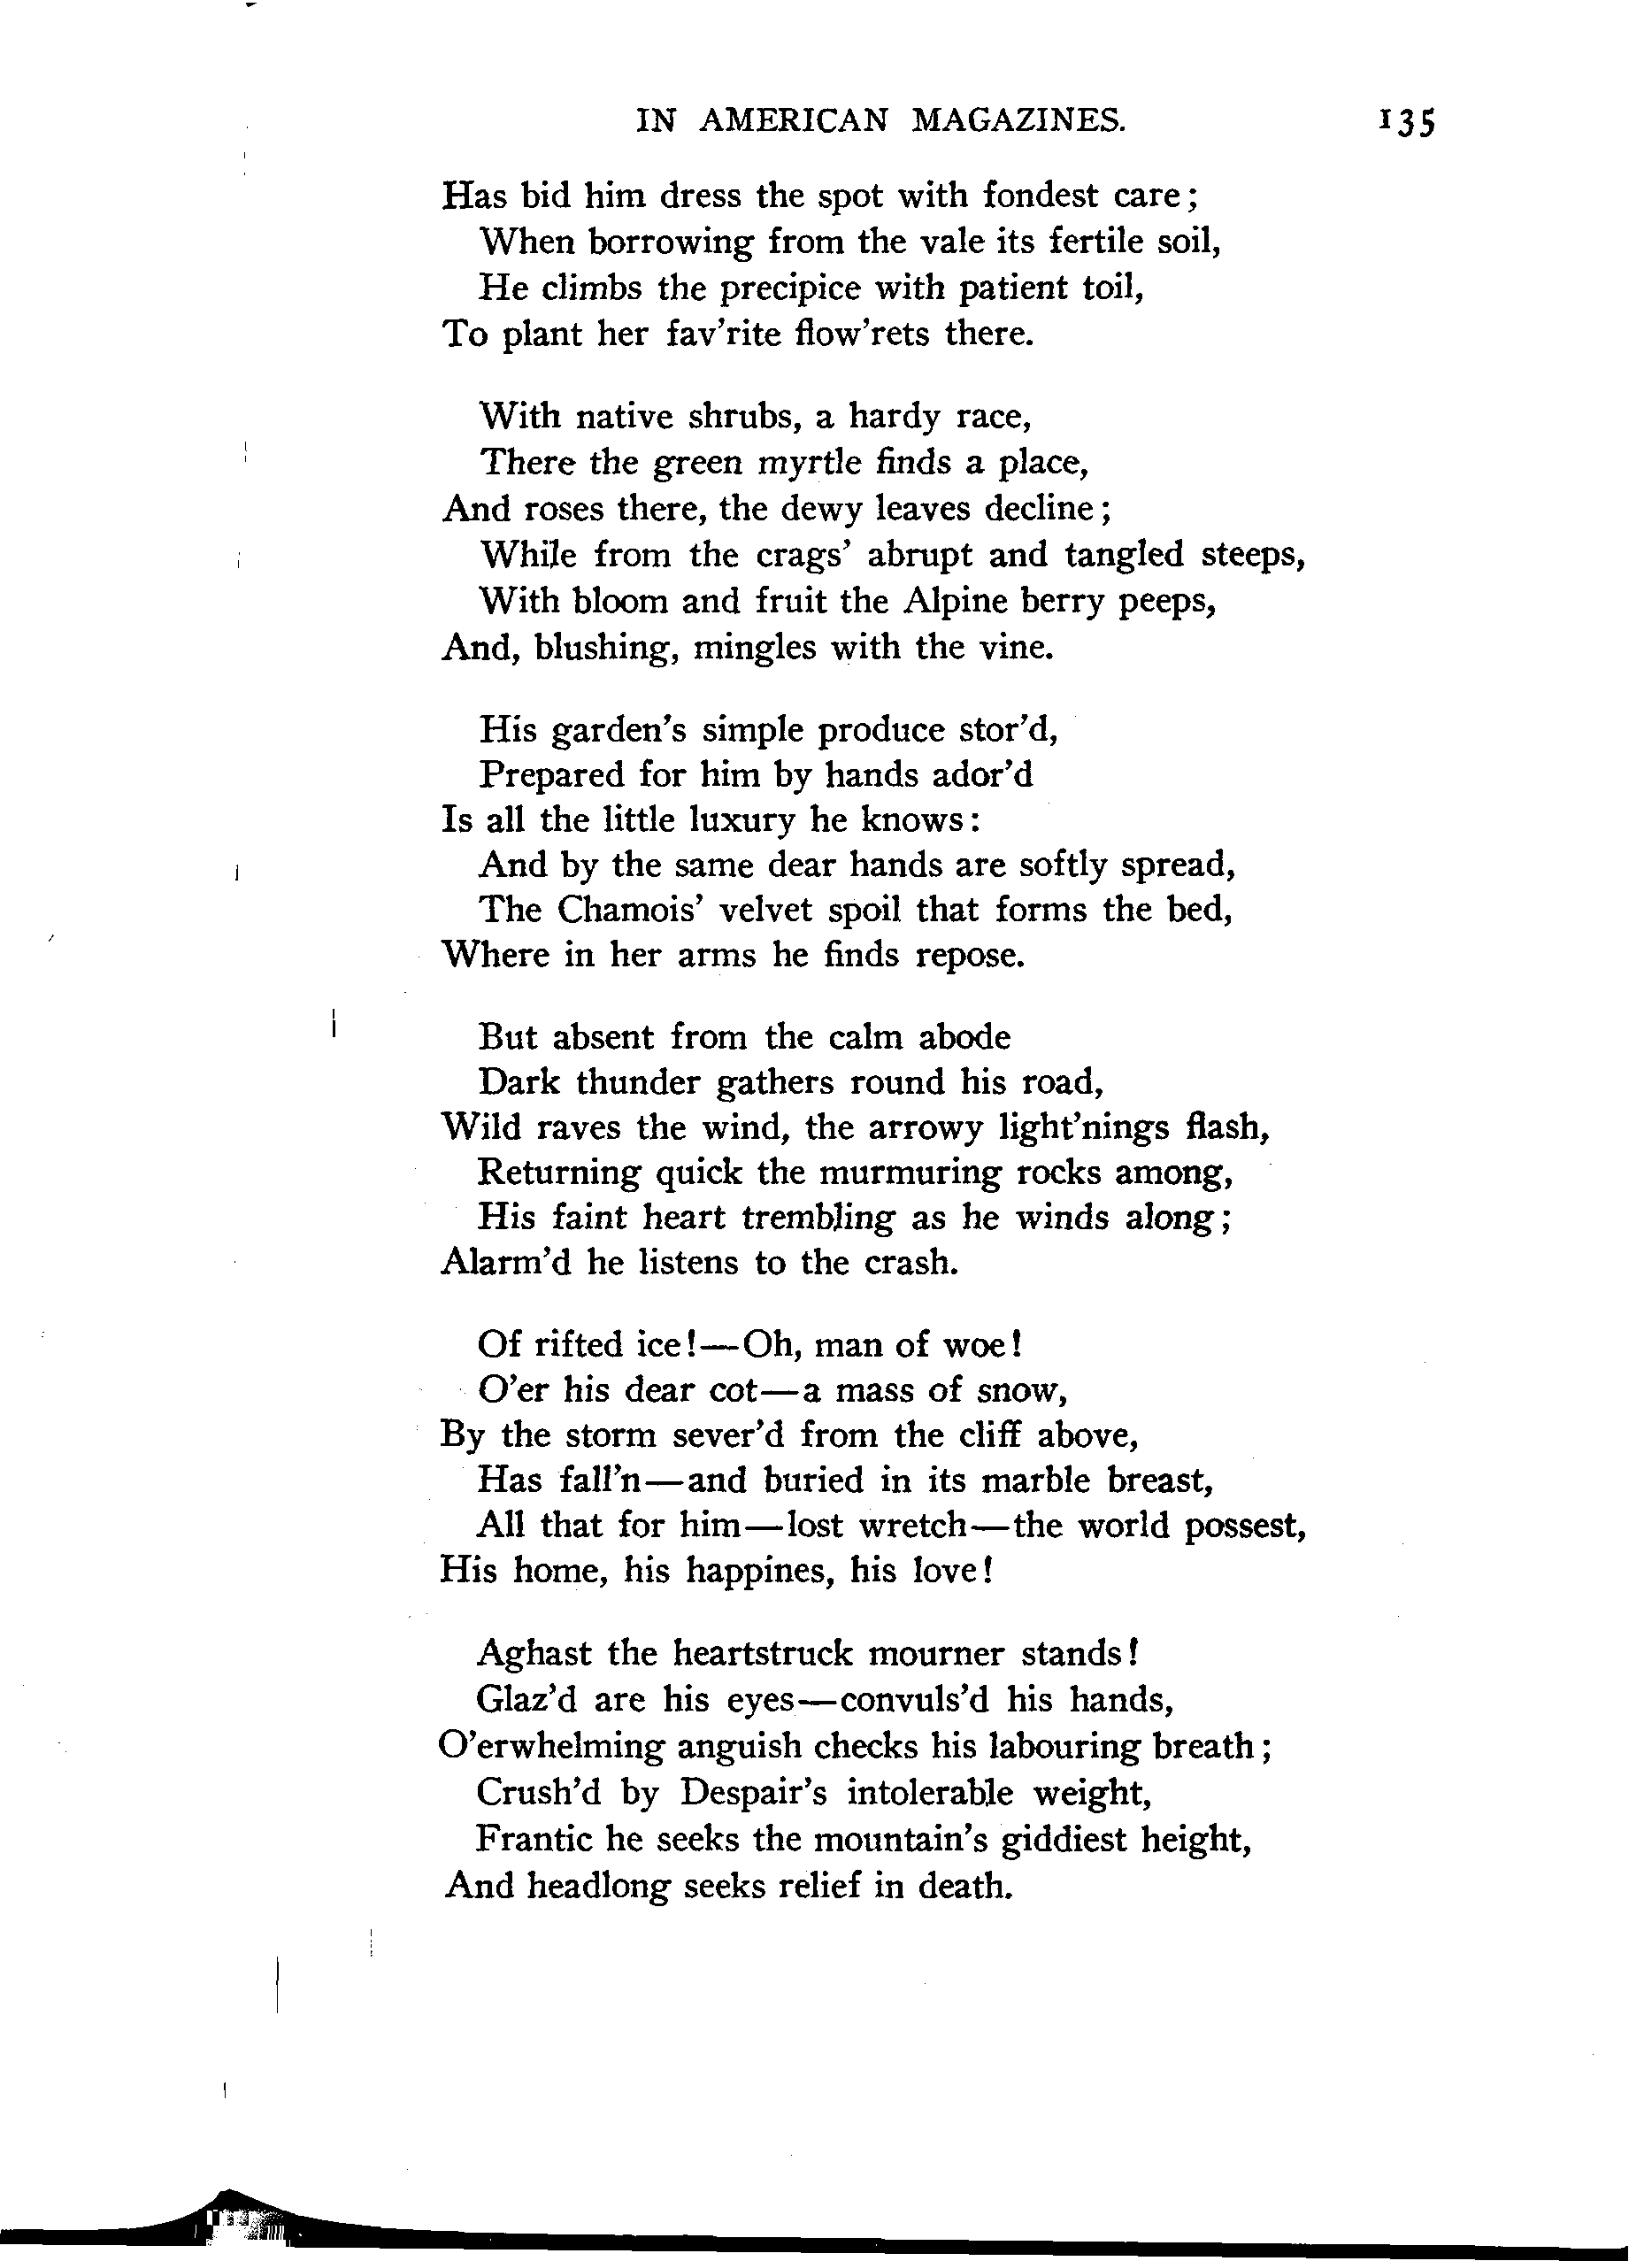 IN AMERICAN MAGAZINES. 135
Has bid him dress the spot with fondest care;
When borrowing from the vale its fertile soil,
He climbs the precipice with patient toil,
To plant her fav'rite flow'rets there.
With native shrubs, a hardy race,
There the green myrtle finds a place,
And roses there, the dewy leaves decline;
While from the crags' abrupt and tangled steeps,
With bloom and fruit the Alpine berry peeps,
And, blushing, mingles with the vine.
His garden's simple produce stor'd,
Prepared for him by hands ador'd
Is all the little luxury he knows:
And by the same dear hands are softly spread,
The Chamois' velvet spoil that forms the bed,
Where in her arms he finds repose.
But absent from the calm abode
Dark thunder gathers round his road,
Wild raves the wind, the arrowy light'nings flash,
Returning quick the murmuring rocks among,
His faint heart trembling as he winds along;
Alarm'd he listens to the crash.
Of rifted ice!—Oh, man of woe!
O'er his dear cot—a mass of snow,
By the storm sever'd from the cliff above,
Has fall'n—and buried in its marble breast,
All that for him—lost wretch—the world possest,
His home, his happines, his love!
Aghast the heartstruck mourner stands!
Glaz'd are his eyes—convuls'd his hands,
O'erwhelming anguish checks his labouring breath;
Crush'd by Despair's intolerable weight,
Frantic he seeks the mountain's giddiest height,
And headlong seeks relief in death.